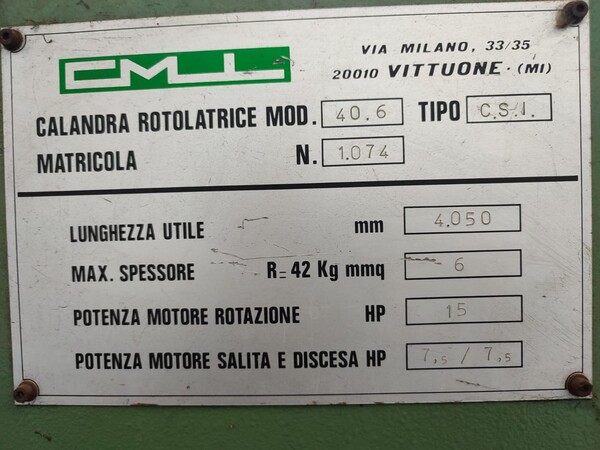 CML
VIA MILANO, 33/35
20010 VITTUONE · (MI)
CALANDRA ROTOLATRICE MOD. 40.6 TIPO C.S.I.
MATRICOLA N. 1.074
LUNGHEZZA UTILE mm 4.050
MAX. SPESSORE R= 42 Kg mmq 6
POTENZA MOTORE ROTAZIONE HP 15
POTENZA MOTORE SALITA E DISCESA HP 7,5 / 7,5